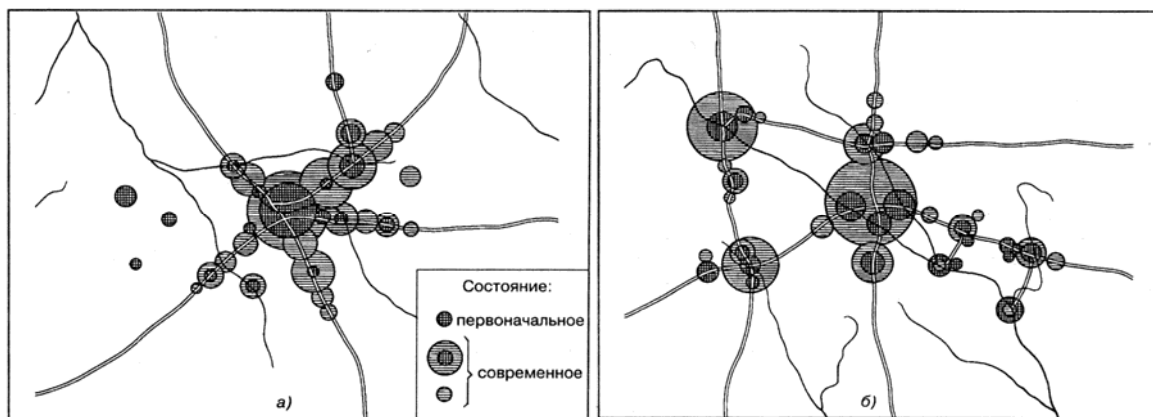 Состояние:
первоначальное
современное
а)
б)